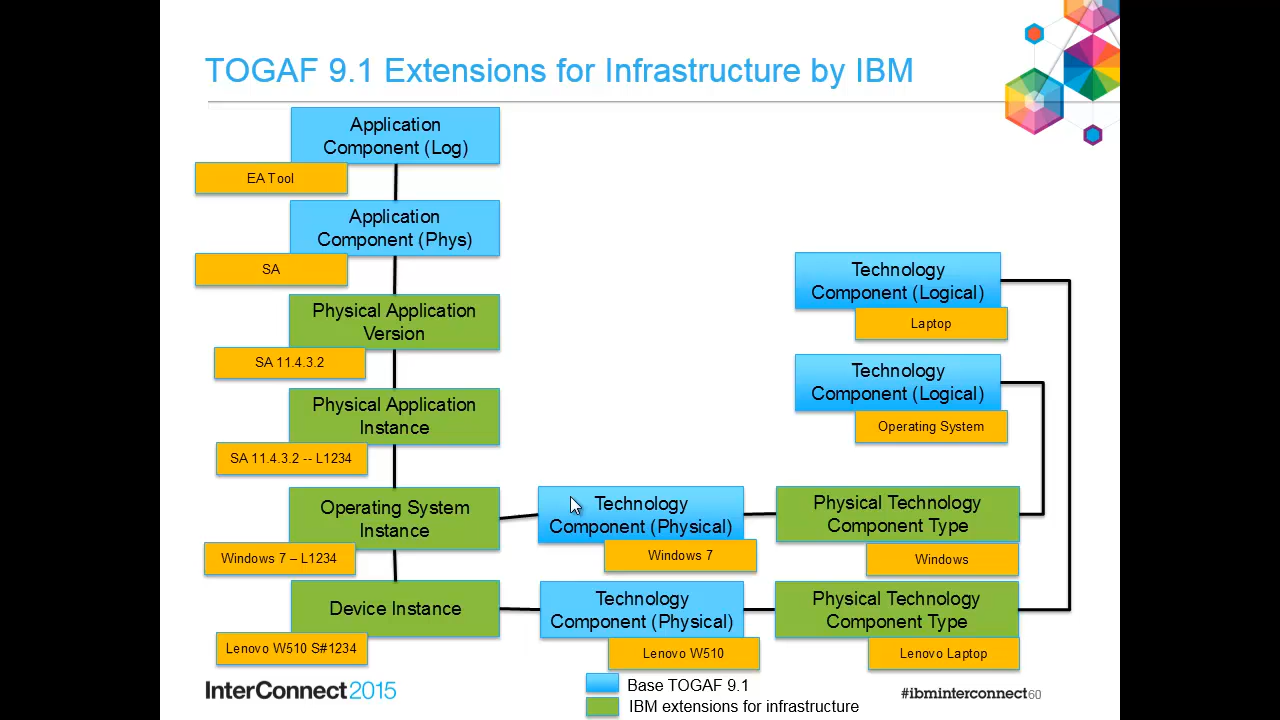 TOGAF 9.1 Extensions for Infrastructure by IBM
Application
Component (Log)
EA Tool
Application
Component (Phys)
SA
Physical Application
Version
SA 11.4.3.2
Physical Application
Instance
SA 11.4.3.2 -- L1234
Operating System
Instance
Windows 7 – L1234
Device Instance
Lenovo W510 S#1234
Technology
Component (Logical)
Laptop
Technology
Component (Logical)
Operating System
Technology
Component (Physical)
Windows 7
Physical Technology
Component Type
Windows
Technology
Component (Physical)
Lenovo W510
Physical Technology
Component Type
Lenovo Laptop
InterConnect2015
Base TOGAF 9.1
IBM extensions for infrastructure
#ibminterconnect60